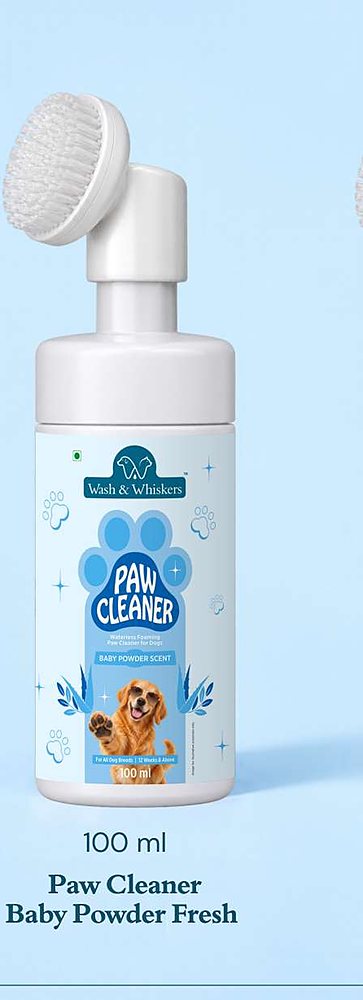 Wash & Whiskers
TM
PAW
CLEANER
Waterless Foaming
Paw Cleaner for Dogs
BABY POWDER SCENT
For All Dog Breeds | 12 Weeks & Above
100 ml
100 ml
Paw Cleaner
Baby Powder Fresh